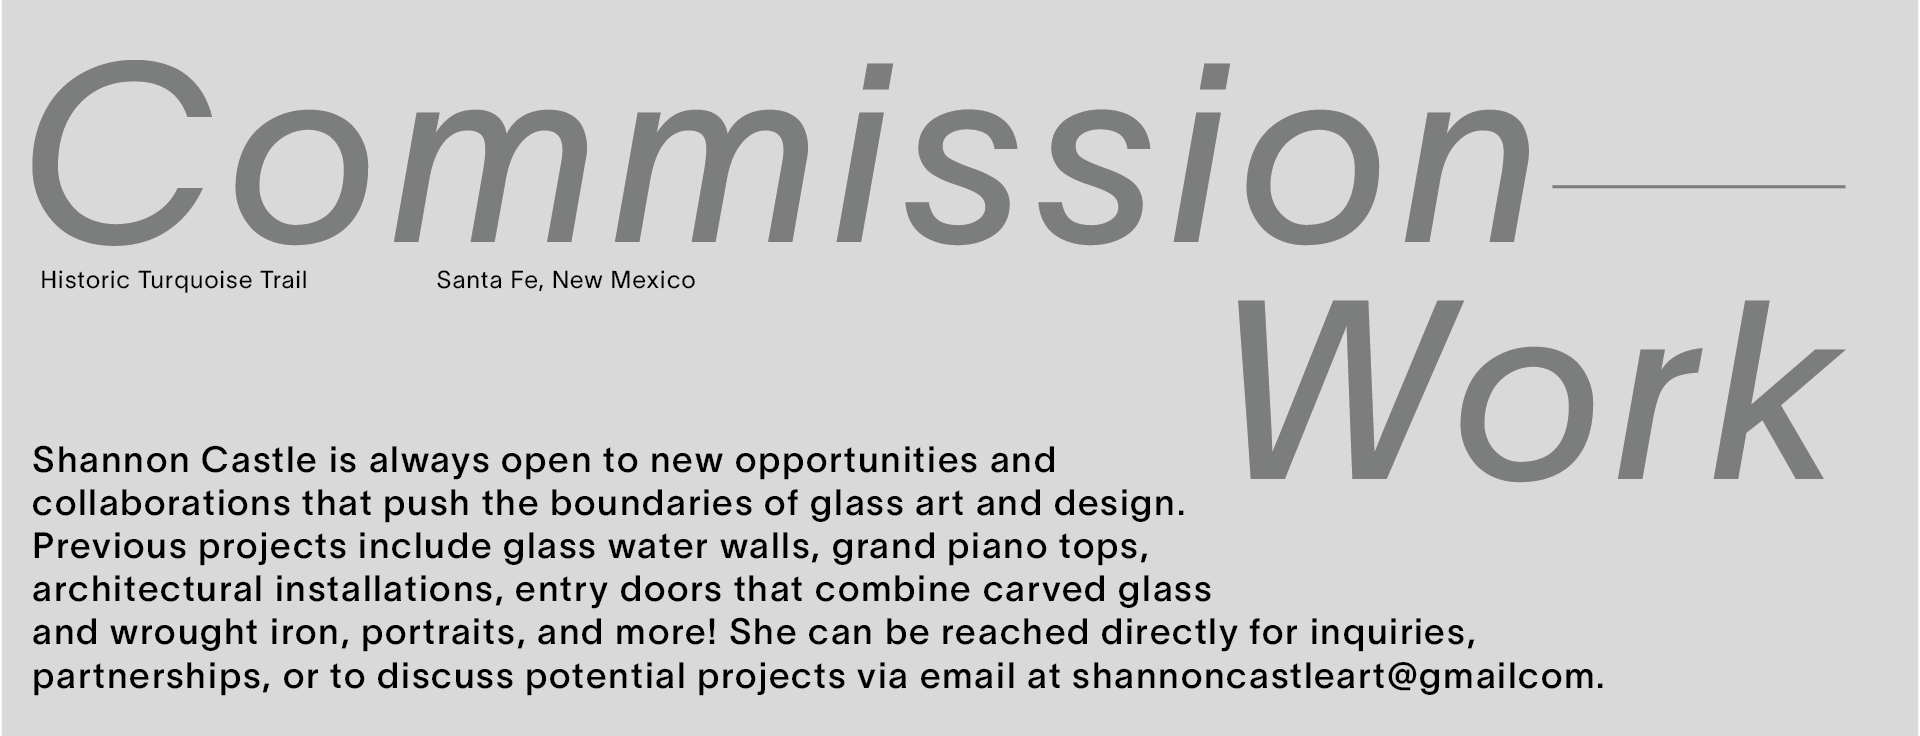 Commission
Historic Turquoise Trail
Santa Fe, New Mexico
Work
Shannon Castle is always open to new opportunities and
collaborations that push the boundaries of glass art and design.
Previous projects include glass water walls, grand piano tops,
architectural installations, entry doors that combine carved glass
and wrought iron, portraits, and more! She can be reached directly for inquiries,
partnerships, or to discuss potential projects via email at shannoncastleart@gmailcom.